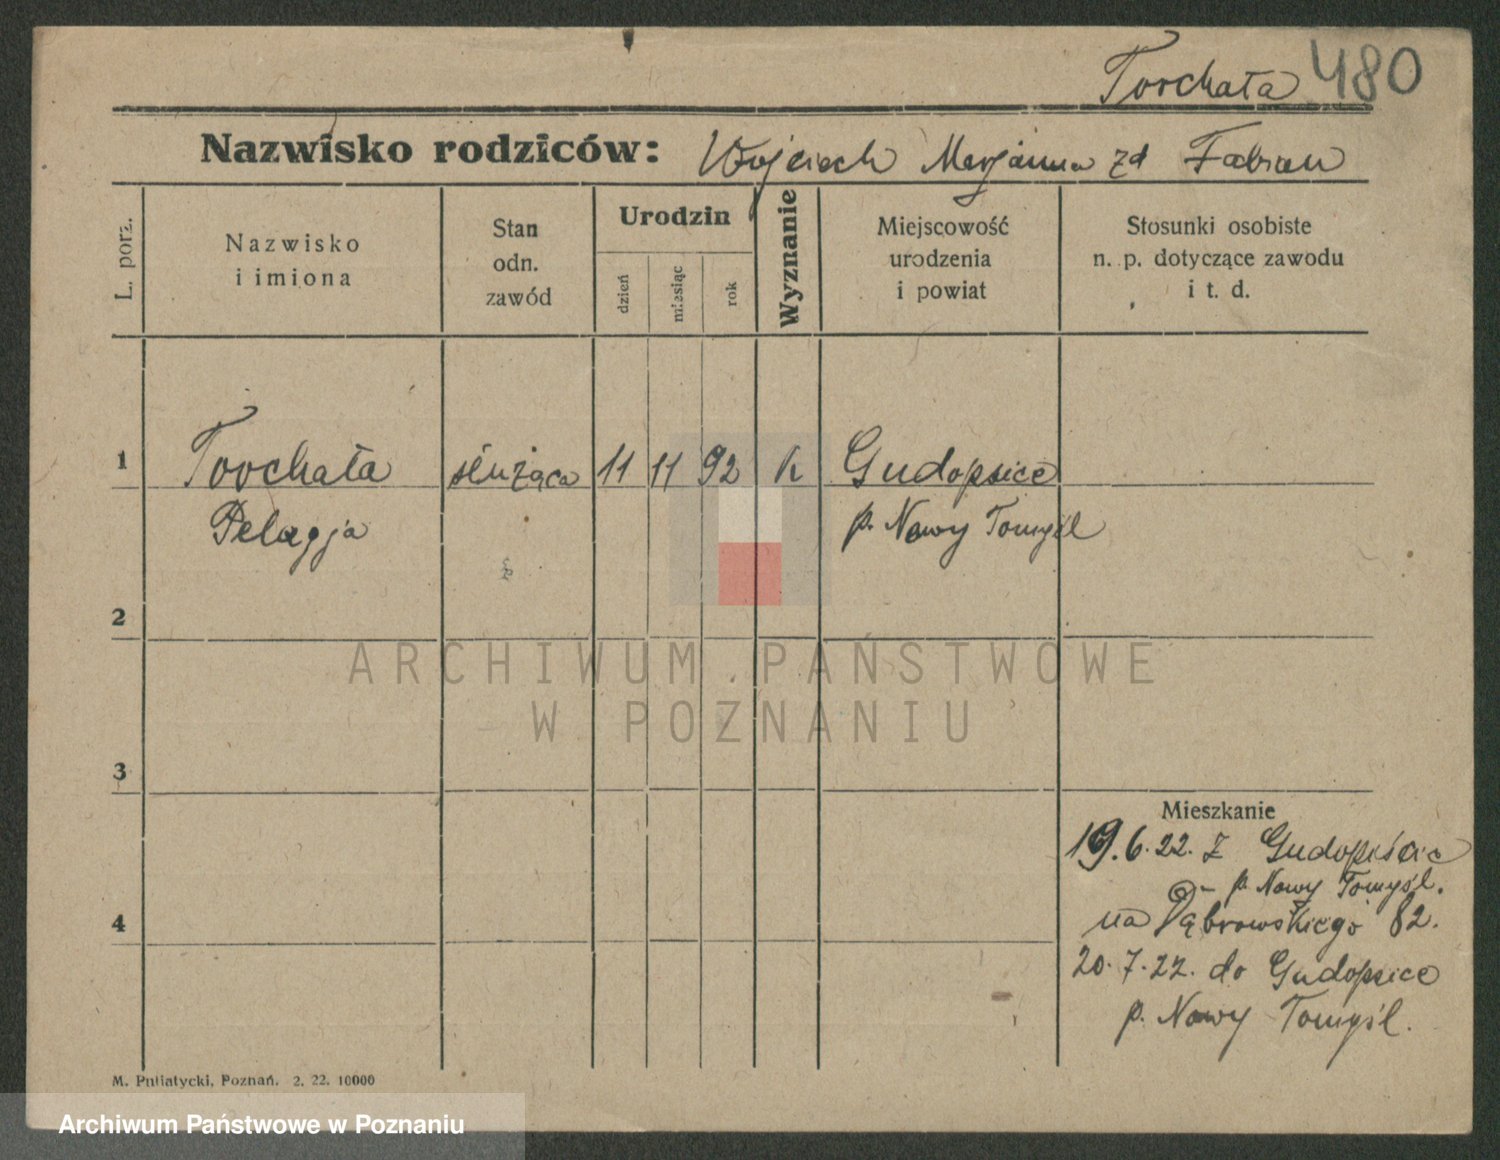 Torchała 480
Nazwisko rodziców: Wojciech Marjanna zd Fabian
L. porz.
Nazwisko
i imiona
Stan
odn.
zawód
Urodzin
dzień
miesiąc
rok
Wyznanie
Miejscowość
urodzenia
i powiat
Stosunki osobiste
n. p. dotyczące zawodu
i t. d.
1 Torchała służąca 11 11 92 k Gudopsice
Pelagja p. Nowy Tomyśl
2
ARCHIWUM PAŃSTWOWE
W POZNANIU
3
Mieszkanie
19.6.22. z Gudopsice
- p. Nowy Tomyśl.
4
na Dąbrowskiego 82.
20.7.22. do Gudopsice
p. Nowy Tomyśl.
M. Putiatycki, Poznań. 2. 22. 10000
Archiwum Państwowe w Poznaniu